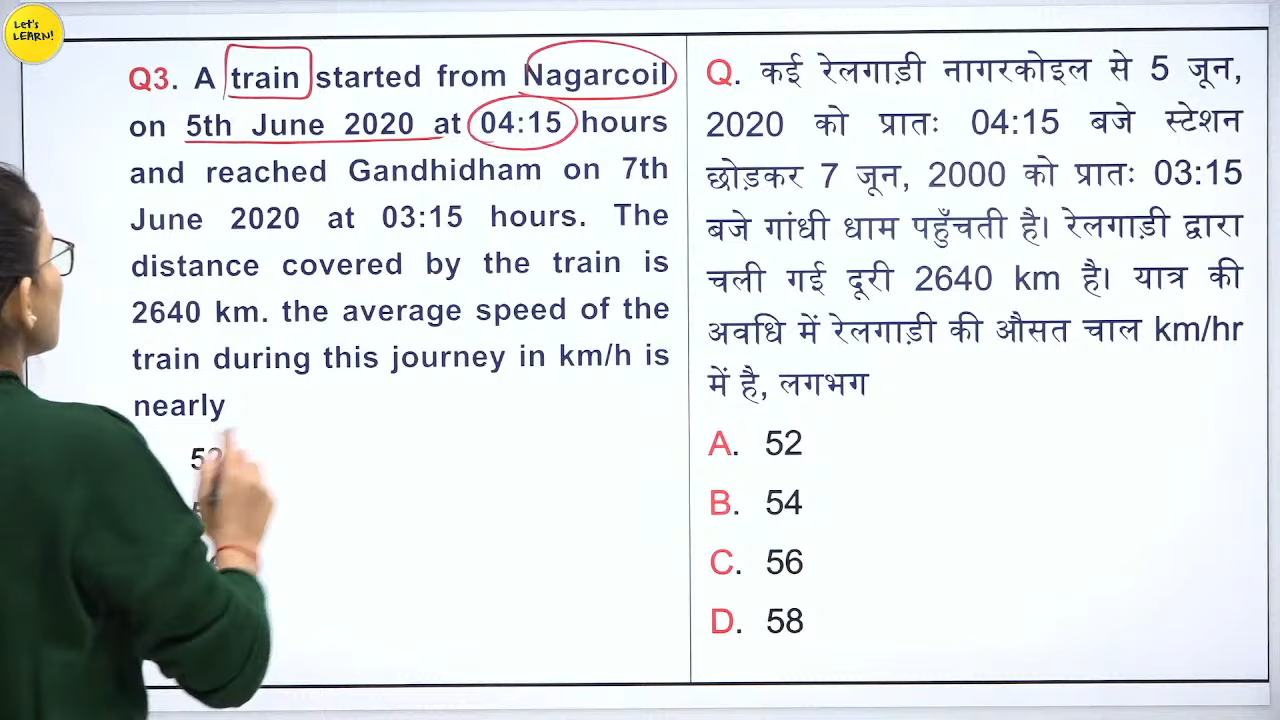 Let's
LEARN!
Q3. A train started from Nagarcoil
on 5th June 2020 at 04:15 hours
and reached Gandhidham on 7th
June 2020 at 03:15 hours. The
distance covered by the train is
2640 km. the average speed of the
train during this journey in km/h is
nearly
Q. कई रेलगाड़ी नागरकोइल से 5 जून,
2020 को प्रातः 04:15 बजे स्टेशन
छोड़कर 7 जून, 2000 को प्रातः 03:15
बजे गांधी धाम पहुँचती है। रेलगाड़ी द्वारा
चली गई दूरी 2640 km है। यात्र की
अवधि में रेलगाड़ी की औसत चाल km/hr
में है, लगभग
A. 52
B. 54
C. 56
D. 58